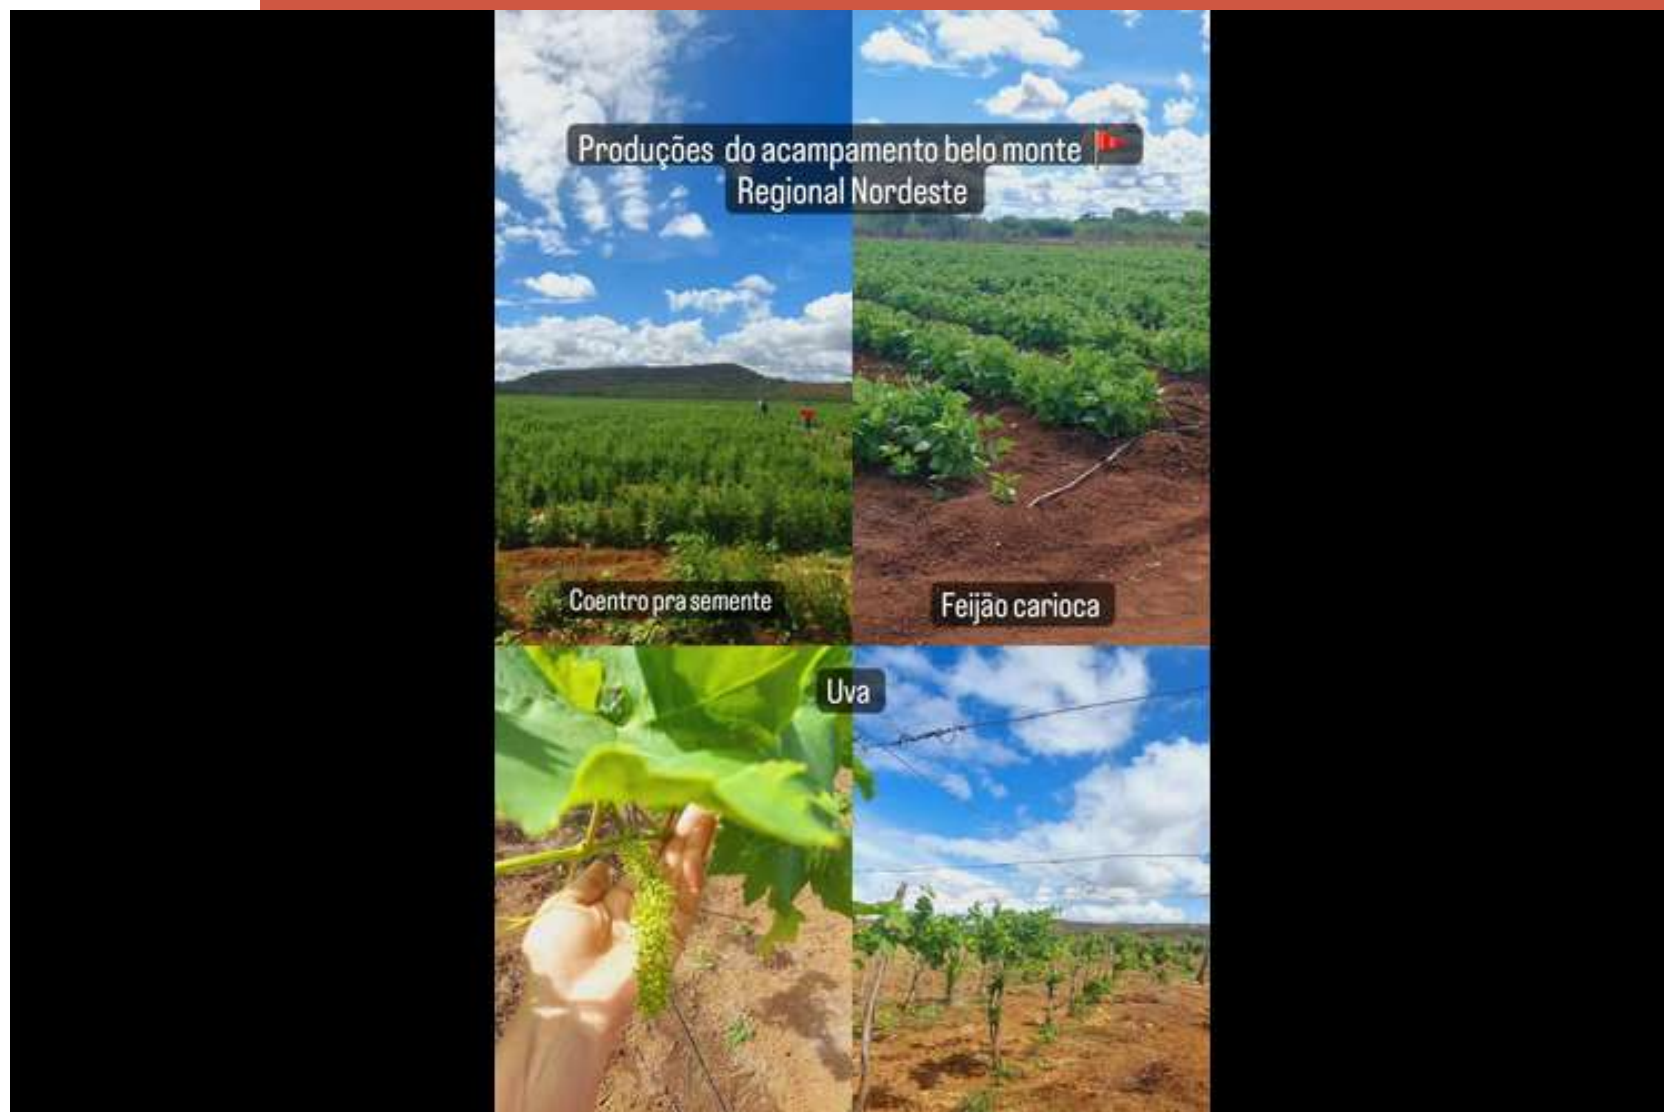 Produções do acampamento belo monte 🚩
Regional Nordeste
Coentro pra semente
Feijão carioca
Uva